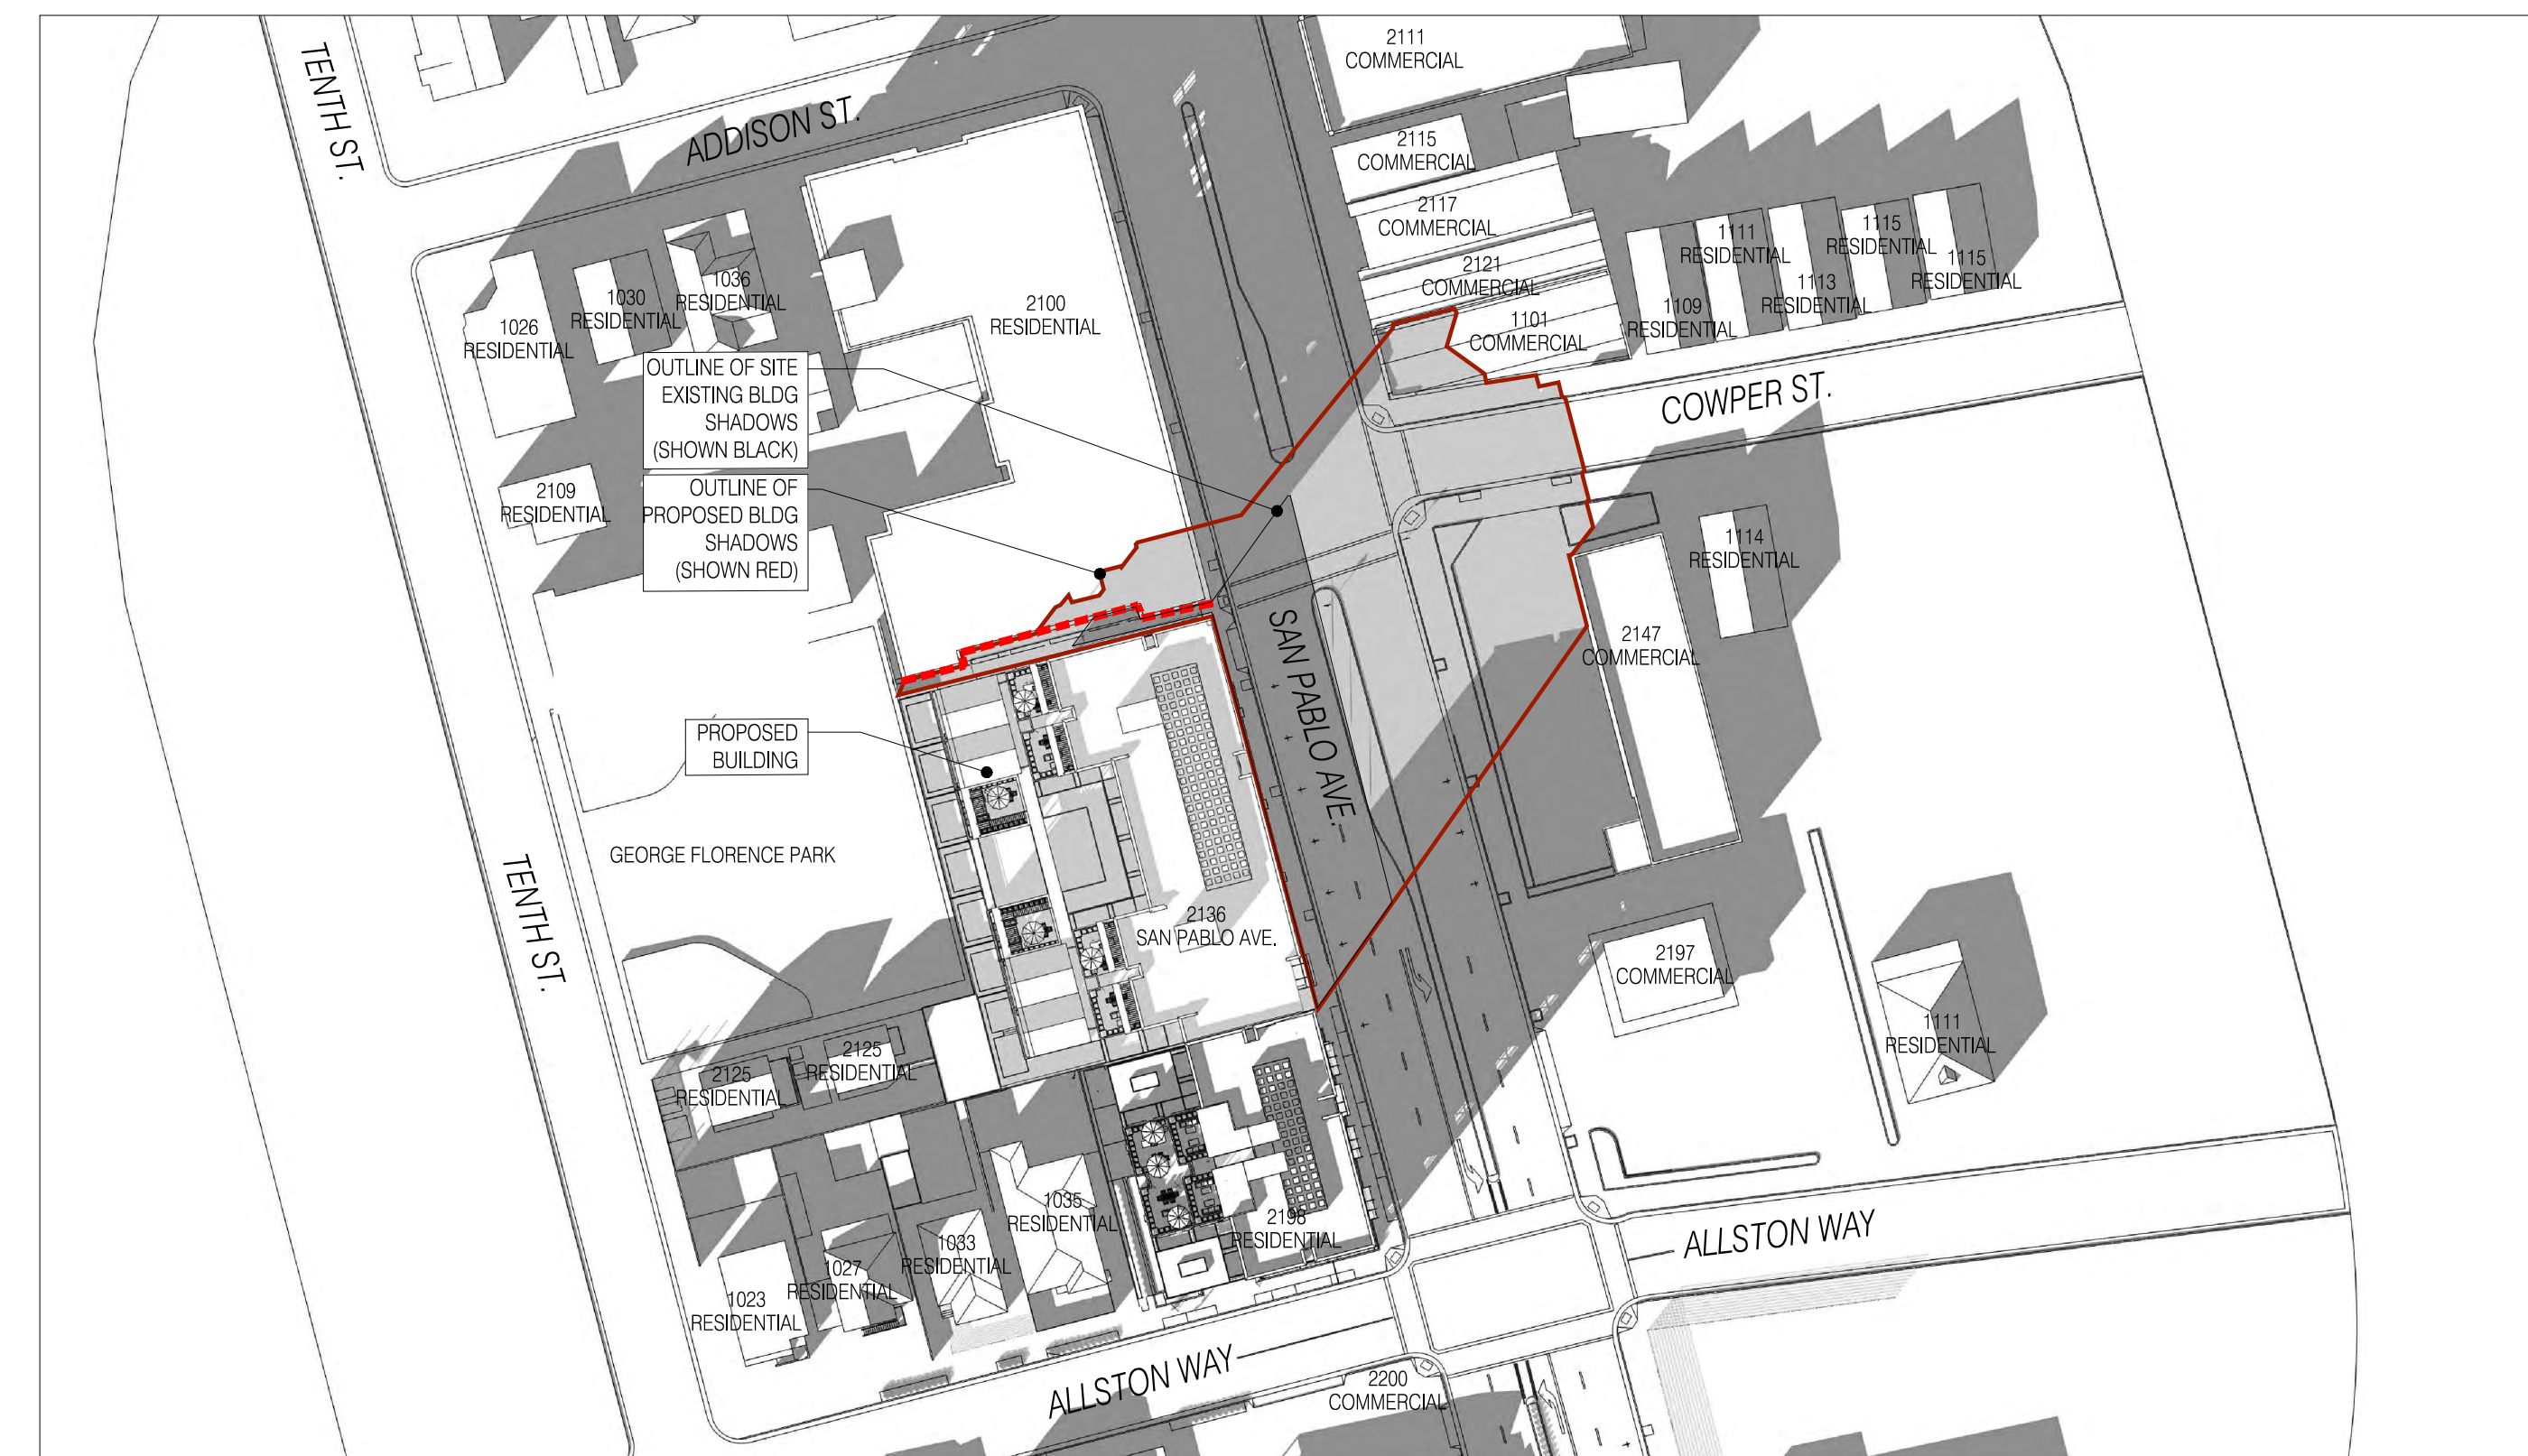 TENTH ST.
ADDISON ST.
2111
COMMERCIAL
2115
COMMERCIAL
2117
COMMERCIAL
2121
COMMERCIAL
1101
COMMERCIAL
1109
RESIDENTIAL
1111
RESIDENTIAL
1113
RESIDENTIAL
1115
RESIDENTIAL
1115
RESIDENTIAL
1026
RESIDENTIAL
1030
RESIDENTIAL
1036
RESIDENTIAL
2100
RESIDENTIAL
OUTLINE OF SITE
EXISTING BLDG
SHADOWS
(SHOWN BLACK)
OUTLINE OF
PROPOSED BLDG
SHADOWS
(SHOWN RED)
2109
RESIDENTIAL
COWPER ST.
1114
RESIDENTIAL
2147
COMMERCIAL
SAN PABLO AVE.
PROPOSED
BUILDING
GEORGE FLORENCE PARK
TENTH ST.
2136
SAN PABLO AVE.
2197
COMMERCIAL
1111
RESIDENTIAL
2125
RESIDENTIAL
2125
RESIDENTIAL
1035
RESIDENTIAL
1033
RESIDENTIAL
1027
RESIDENTIAL
1023
RESIDENTIAL
2198
RESIDENTIAL
ALLSTON WAY
ALLSTON WAY
2200
COMMERCIAL